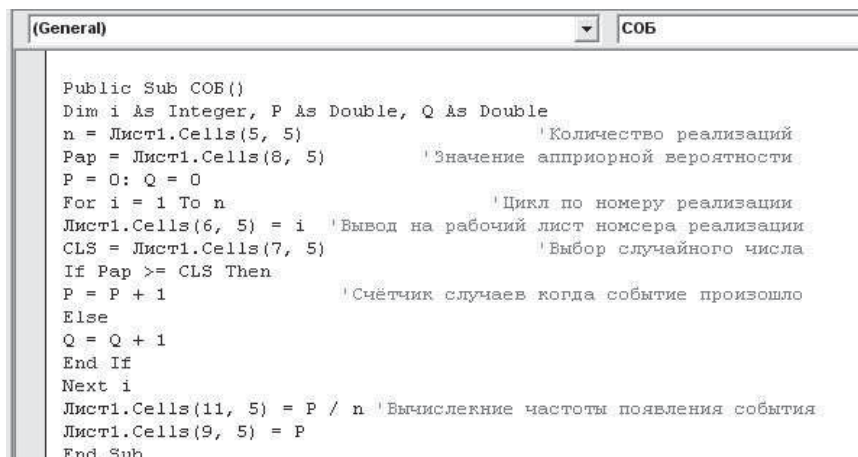 (General) СОБ
Public Sub СОБ()
Dim i As Integer, P As Double, Q As Double
n = Лист1.Cells(5, 5) 'Количество реализаций
Pap = Лист1.Cells(8, 5) 'Значение апприорной вероятности
P = 0: Q = 0
For i = 1 To n 'Цикл по номеру реализации
Лист1.Cells(6, 5) = i 'Вывод на рабочий лист номсера реализации
CLS = Лист1.Cells(7, 5) 'Выбор случайного числа
If Pap >= CLS Then
P = P + 1 'Счётчик случаев когда событие произошло
Else
Q = Q + 1
End If
Next i
Лист1.Cells(11, 5) = P / n 'Вычислекние частоты появления события
Лист1.Cells(9, 5) = P
End Sub